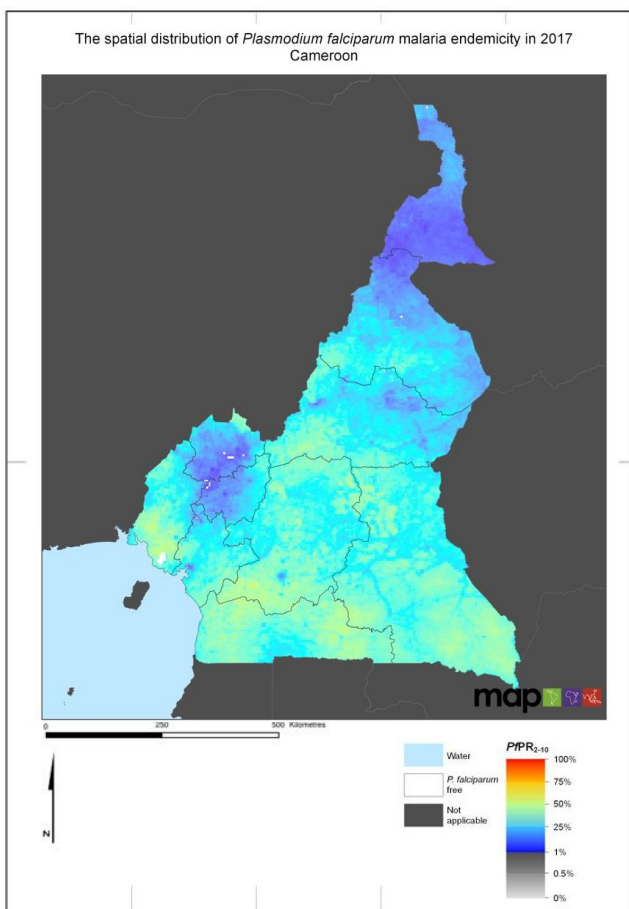 The spatial distribution of Plasmodium falciparum malaria endemicity in 2017
Cameroon
map
0 250 500 Kilometres
N
Water
P. falciparum
free
Not
applicable
PfPR2-10
100%
75%
50%
25%
1%
0.5%
0%